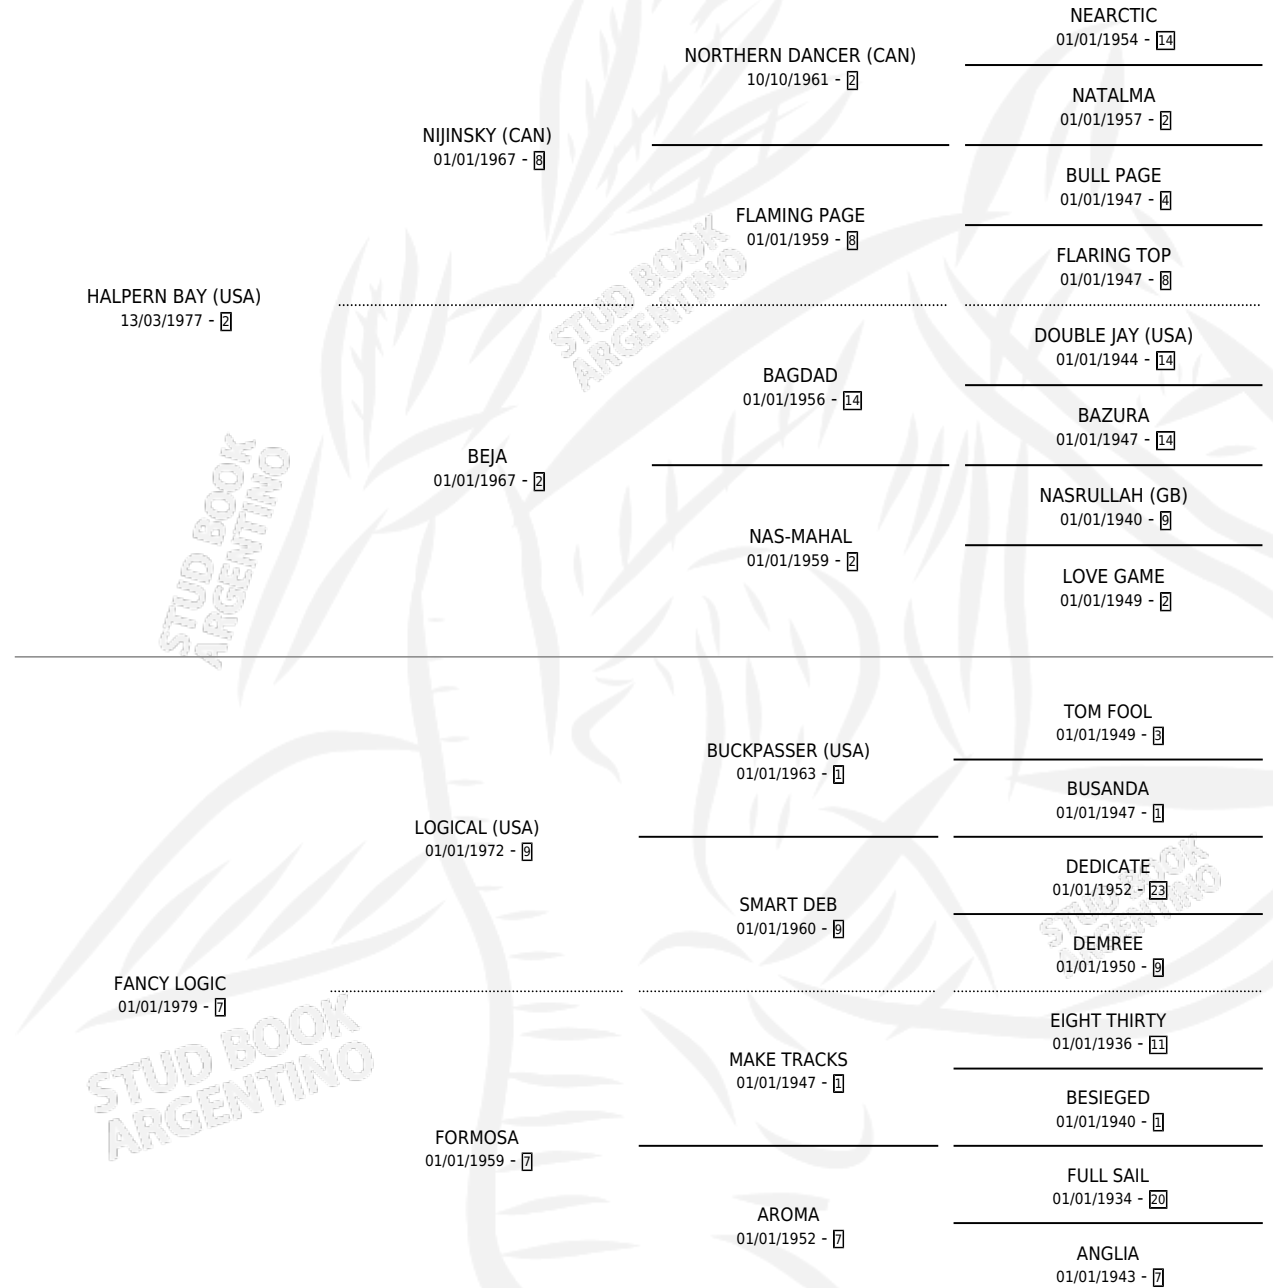 NEARCTIC
01/01/1954 - 14
NORTHERN DANCER (CAN)
10/10/1961 - 2
NATALMA
01/01/1957 - 2
NIJINSKY (CAN)
01/01/1967 - 8
BULL PAGE
01/01/1947 - 4
FLAMING PAGE
01/01/1959 - 8
FLARING TOP
01/01/1947 - 8
HALPERN BAY (USA)
13/03/1977 - 2
DOUBLE JAY (USA)
01/01/1944 - 14
BAGDAD
01/01/1956 - 14
BAZURA
01/01/1947 - 14
BEJA
01/01/1967 - 2
NASRULLAH (GB)
01/01/1940 - 9
NAS-MAHAL
01/01/1959 - 2
LOVE GAME
01/01/1949 - 2
TOM FOOL
01/01/1949 - 3
BUCKPASSER (USA)
01/01/1963 - 1
BUSANDA
01/01/1947 - 1
LOGICAL (USA)
01/01/1972 - 9
DEDICATE
01/01/1952 - 23
SMART DEB
01/01/1960 - 9
DEMREE
01/01/1950 - 9
FANCY LOGIC
01/01/1979 - 7
EIGHT THIRTY
01/01/1936 - 11
MAKE TRACKS
01/01/1947 - 1
BESIEGED
01/01/1940 - 1
FORMOSA
01/01/1959 - 7
FULL SAIL
01/01/1934 - 20
AROMA
01/01/1952 - 7
ANGLIA
01/01/1943 - 7
STUD BOOK
ARGENTINO
STUD BOOK
ARGENTINO
STUD BOOK
ARGENTINO
STUD BOOK
ARGENTINO